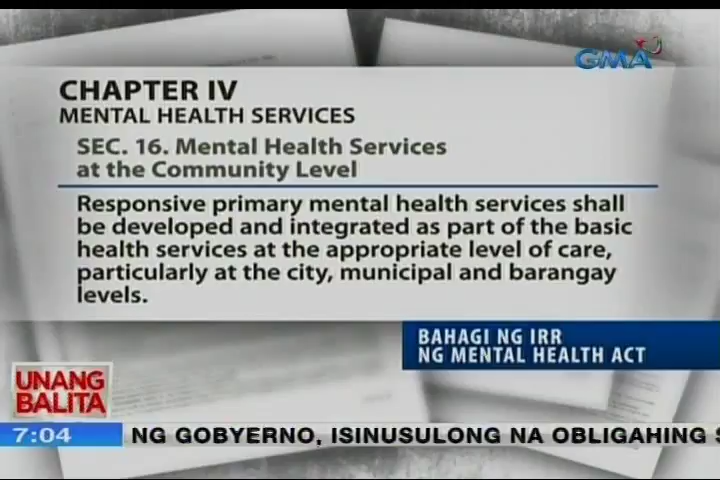 GMA
CHAPTER IV
MENTAL HEALTH SERVICES
SEC. 16. Mental Health Services
at the Community Level
Responsive primary mental health services shall
be developed and integrated as part of the basic
health services at the appropriate level of care,
particularly at the city, municipal and barangay
levels.
BAHAGI NG IRR
NG MENTAL HEALTH ACT
UNANG
BALITA
7:04 NG GOBYERNO, ISINUSULONG NA OBLIGAHING S